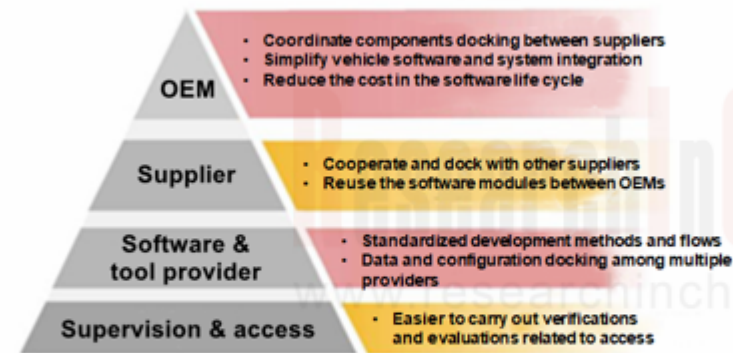 OEM
• Coordinate components docking between suppliers
• Simplify vehicle software and system integration
• Reduce the cost in the software life cycle
Supplier
• Cooperate and dock with other suppliers
• Reuse the software modules between OEMs
Software &
tool provider
• Standardized development methods and flows
• Data and configuration docking among multiple
providers
www.researchinch
Supervision & access
• Easier to carry out verifications
and evaluations related to access